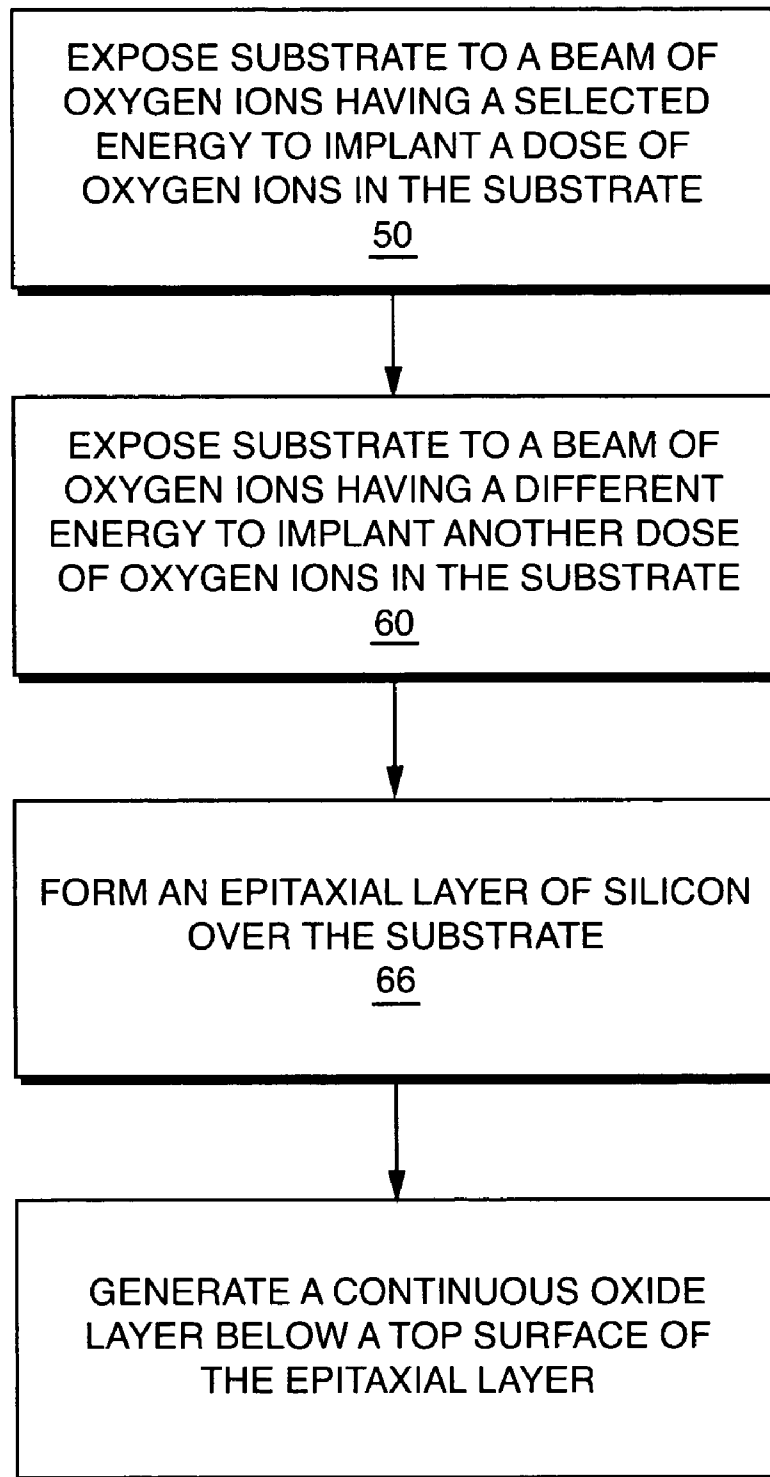 EXPOSE SUBSTRATE TO A BEAM OF
OXYGEN IONS HAVING A SELECTED
ENERGY TO IMPLANT A DOSE OF
OXYGEN IONS IN THE SUBSTRATE
50
EXPOSE SUBSTRATE TO A BEAM OF
OXYGEN IONS HAVING A DIFFERENT
ENERGY TO IMPLANT ANOTHER DOSE
OF OXYGEN IONS IN THE SUBSTRATE
60
FORM AN EPITAXIAL LAYER OF SILICON
OVER THE SUBSTRATE
66
GENERATE A CONTINUOUS OXIDE
LAYER BELOW A TOP SURFACE OF
THE EPITAXIAL LAYER